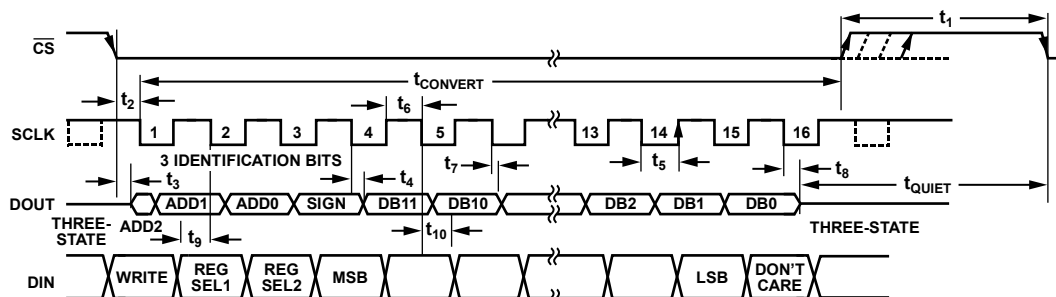 t1
CS
tCONVERT
t2
t6
SCLK
1 2 3 4 5 13 14 15 16
3 IDENTIFICATION BITS
t7
t5
t8
t3
t4
tQUIET
DOUT
ADD1 ADD0 SIGN DB11 DB10 DB2 DB1 DB0
THREE-
STATE
ADD2
THREE-STATE
t9
t10
DIN
WRITE
REG
SEL1
REG
SEL2
MSB
LSB
DON'T
CARE